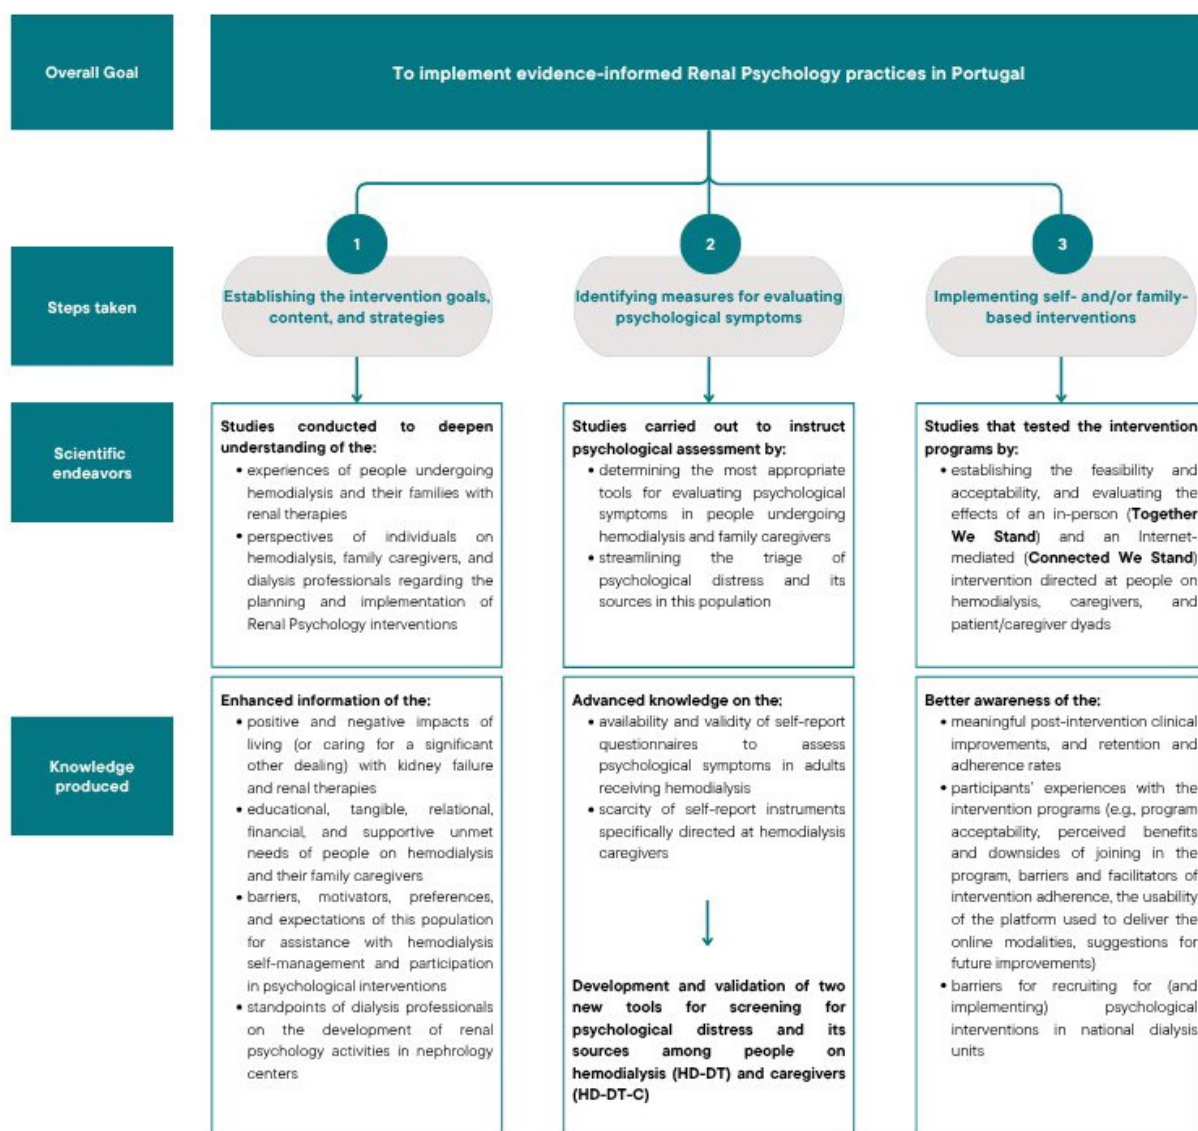 Overall Goal
To implement evidence-informed Renal Psychology practices in Portugal
Steps taken
1
Establishing the intervention goals,
content, and strategies
2
Identifying measures for evaluating
psychological symptoms
3
Implementing self- and/or family-
based interventions
Scientific
endeavors
Studies conducted to deepen
understanding of the:
• experiences of people undergoing
hemodialysis and their families with
renal therapies
• perspectives of individuals on
hemodialysis, family caregivers, and
dialysis professionals regarding the
planning and implementation of
Renal Psychology interventions
Studies carried out to instruct
psychological assessment by:
• determining the most appropriate
tools for evaluating psychological
symptoms in people undergoing
hemodialysis and family caregivers
• streamlining the triage of
psychological distress and its
sources in this population
Studies that tested the intervention
programs by:
• establishing the feasibility and
acceptability, and evaluating the
effects of an in-person (Together
We Stand) and an Internet-
mediated (Connected We Stand)
intervention directed at people on
hemodialysis, caregivers, and
patient/caregiver dyads
Knowledge
produced
Enhanced information of the:
• positive and negative impacts of
living (or caring for a significant
other dealing) with kidney failure
and renal therapies
• educational, tangible, relational,
financial, and supportive unmet
needs of people on hemodialysis
and their family caregivers
• barriers, motivators, preferences,
and expectations of this population
for assistance with hemodialysis
self-management and participation
in psychological interventions
• standpoints of dialysis professionals
on the development of renal
psychology activities in nephrology
centers
Advanced knowledge on the:
• availability and validity of self-report
questionnaires to assess
psychological symptoms in adults
receiving hemodialysis
• scarcity of self-report instruments
specifically directed at hemodialysis
caregivers
Development and validation of two
new tools for screening for
psychological distress and its
sources among people on
hemodialysis (HD-DT) and caregivers
(HD-DT-C)
Better awareness of the:
• meaningful post-intervention clinical
improvements, and retention and
adherence rates
• participants' experiences with the
intervention programs (e.g., program
acceptability, perceived benefits
and downsides of joining in the
program, barriers and facilitators of
intervention adherence, the usability
of the platform used to deliver the
online modalities, suggestions for
future improvements)
• barriers for recruiting for (and
implementing) psychological
interventions in national dialysis
units